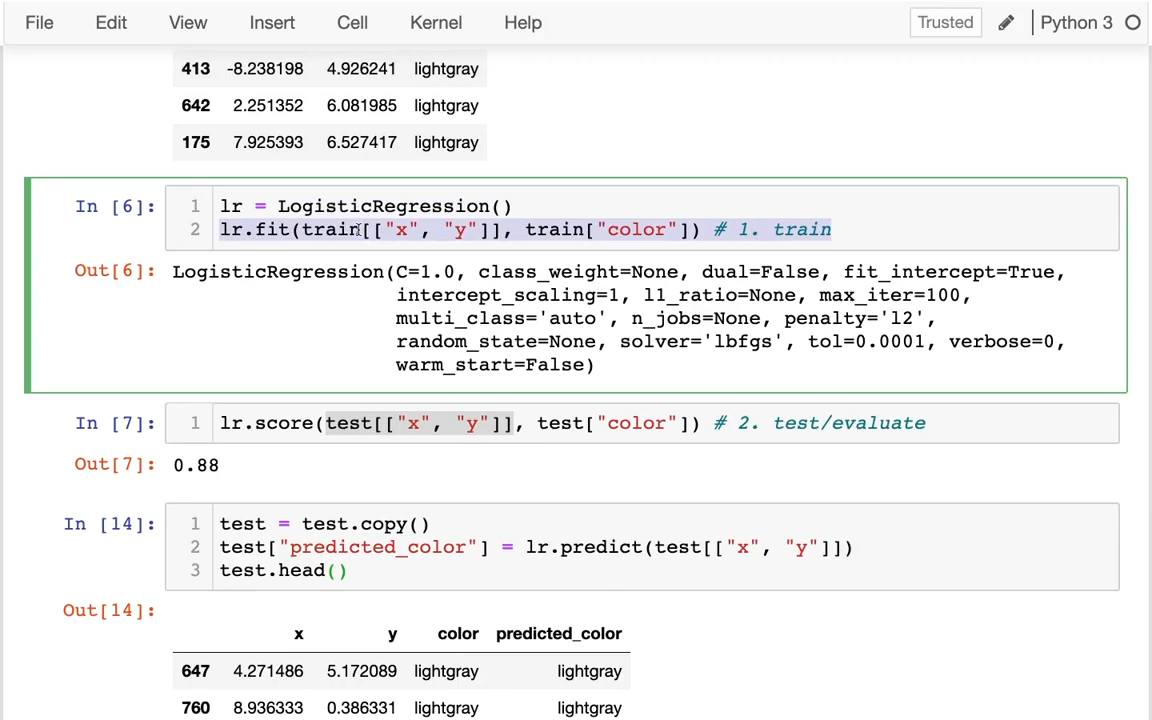 File Edit View Insert Cell Kernel Help Trusted Python 3
413 -8.238198 4.926241 lightgray
642 2.251352 6.081985 lightgray
175 7.925393 6.527417 lightgray
In [6]: 1 lr = LogisticRegression()
2 lr.fit(train[["x", "y"]], train["color"]) # 1. train
Out[6]: LogisticRegression(C=1.0, class_weight=None, dual=False, fit_intercept=True,
intercept_scaling=1, l1_ratio=None, max_iter=100,
multi_class='auto', n_jobs=None, penalty='l2',
random_state=None, solver='lbfgs', tol=0.0001, verbose=0,
warm_start=False)
In [7]: 1 lr.score(test[["x", "y"]], test["color"]) # 2. test/evaluate
Out[7]: 0.88
In [14]: 1 test = test.copy()
2 test["predicted_color"] = lr.predict(test[["x", "y"]])
3 test.head()
Out[14]:
x y color predicted_color
647 4.271486 5.172089 lightgray lightgray
760 8.936333 0.386331 lightgray lightgray